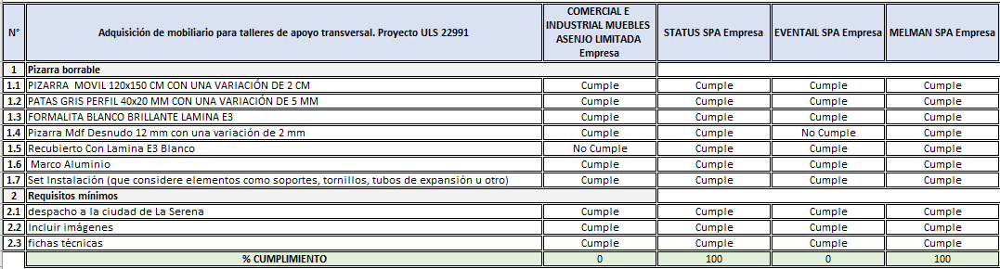 N° Adquisición de mobiliario para talleres de apoyo transversal. Proyecto ULS 22991 COMERCIAL E INDUSTRIAL MUEBLES ASENJO LIMITADA Empresa STATUS SPA Empresa EVENTAIL SPA Empresa MELMAN SPA Empresa
1 Pizarra borrable
1.1 PIZARRA MOVIL 120x150 CM CON UNA VARIACIÓN DE 2 CM Cumple Cumple Cumple Cumple
1.2 PATAS GRIS PERFIL 40x20 MM CON UNA VARIACIÓN DE 5 MM Cumple Cumple Cumple Cumple
1.3 FORMALITA BLANCO BRILLANTE LAMINA E3 Cumple Cumple Cumple Cumple
1.4 Pizarra Mdf Desnudo 12 mm con una variación de 2 mm Cumple Cumple No Cumple Cumple
1.5 Recubierto Con Lamina E3 Blanco No Cumple Cumple Cumple Cumple
1.6 Marco Aluminio Cumple Cumple Cumple Cumple
1.7 Set Instalación (que considere elementos como soportes, tornillos, tubos de expansión u otro) Cumple Cumple Cumple Cumple
2 Requisitos mínimos
2.1 despacho a la ciudad de La Serena Cumple Cumple Cumple Cumple
2.2 Incluir imágenes Cumple Cumple Cumple Cumple
2.3 fichas técnicas Cumple Cumple Cumple Cumple
% CUMPLIMIENTO 0 100 0 100